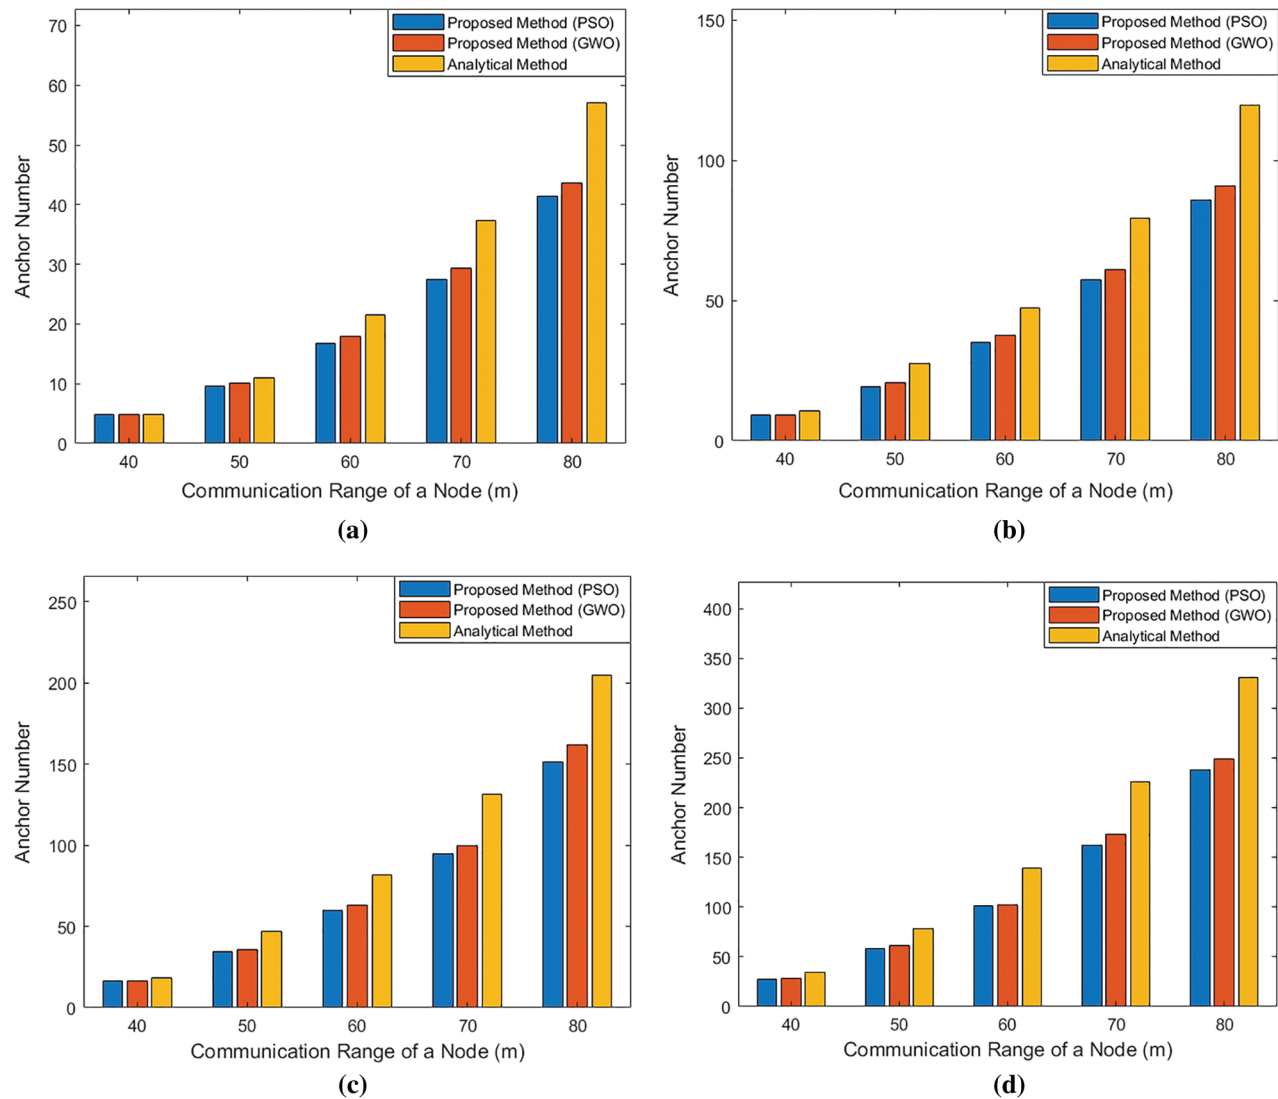 70
60
50
40
30
20
10
0
Anchor Number
Proposed Method (PSO)
Proposed Method (GWO)
Analytical Method
40 50 60 70 80
Communication Range of a Node (m)
(a)
150
100
50
0
Anchor Number
Proposed Method (PSO)
Proposed Method (GWO)
Analytical Method
40 50 60 70 80
Communication Range of a Node (m)
(b)
250
200
150
100
50
0
Anchor Number
Proposed Method (PSO)
Proposed Method (GWO)
Analytical Method
40 50 60 70 80
Communication Range of a Node (m)
(c)
400
350
300
250
200
150
100
50
0
Anchor Number
Proposed Method (PSO)
Proposed Method (GWO)
Analytical Method
40 50 60 70 80
Communication Range of a Node (m)
(d)